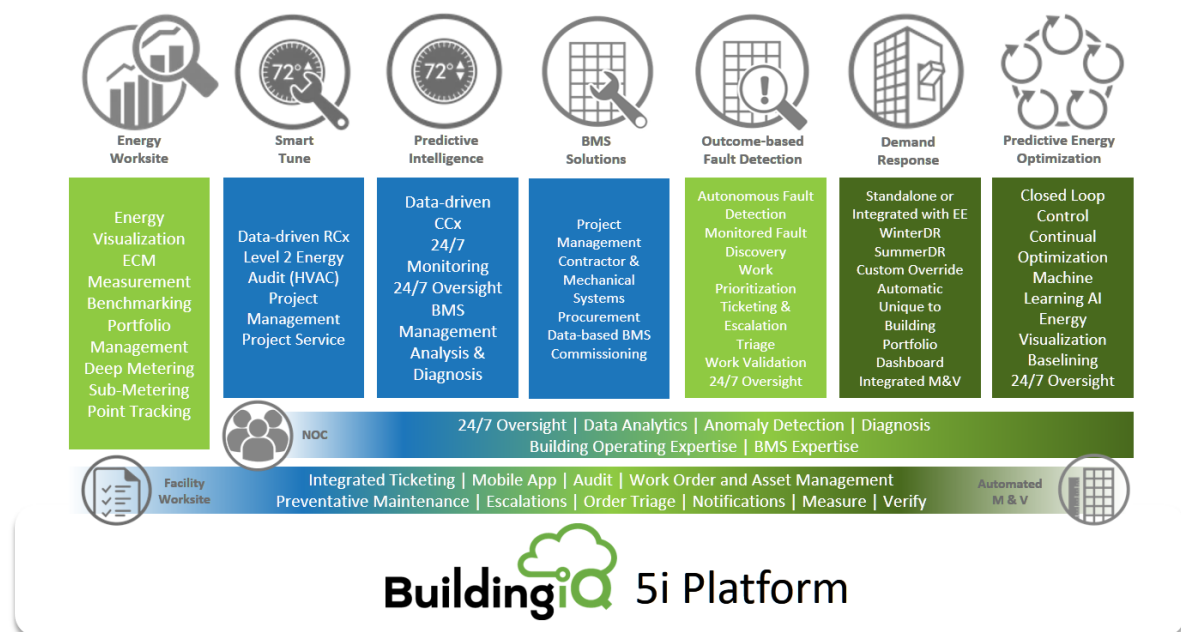 72°
72°
Energy
Worksite
Smart
Tune
Predictive
Intelligence
BMS
Solutions
Outcome-based
Fault Detection
Demand
Response
Predictive Energy
Optimization
Energy
Visualization
ECM
Measurement
Benchmarking
Portfolio
Management
Deep Metering
Sub-Metering
Point Tracking
Data-driven RCx
Level 2 Energy
Audit (HVAC)
Project
Management
Project Service
Data-driven
CCx
24/7
Monitoring
24/7 Oversight
BMS
Management
Analysis &
Diagnosis
Project
Management
Contractor &
Mechanical
Systems
Procurement
Data-based BMS
Commissioning
Autonomous Fault
Detection
Monitored Fault
Discovery
Work
Prioritization
Ticketing &
Escalation
Triage
Work Validation
24/7 Oversight
Standalone or
Integrated with EE
WinterDR
SummerDR
Custom Override
Automatic
Unique to
Building
Portfolio
Dashboard
Integrated M&V
Closed Loop
Control
Continual
Optimization
Machine
Learning AI
Energy
Visualization
Baselining
24/7 Oversight
NOC
24/7 Oversight | Data Analytics | Anomaly Detection | Diagnosis
Building Operating Expertise | BMS Expertise
Facility
Worksite
Integrated Ticketing | Mobile App | Audit | Work Order and Asset Management
Preventative Maintenance | Escalations | Order Triage | Notifications | Measure | Verify
Automated
M & V
BuildingiQ 5i Platform